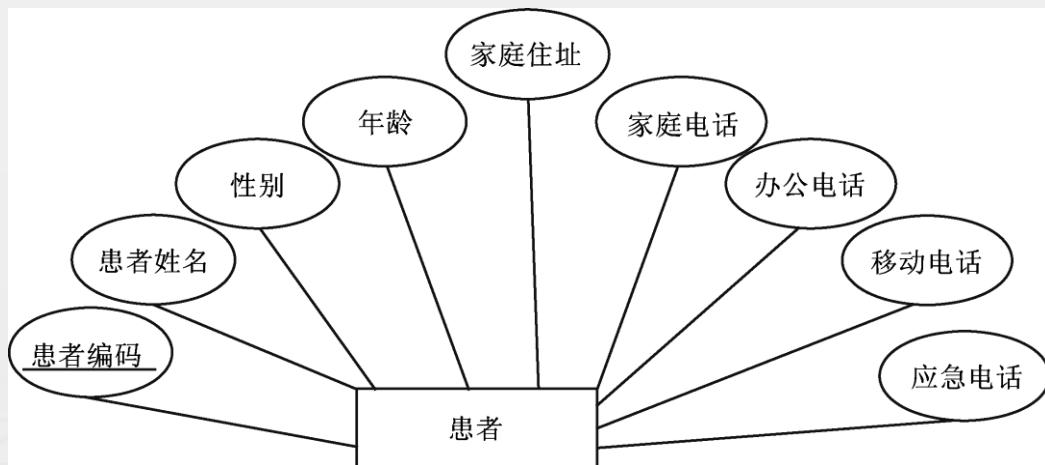 家庭住址
年龄
家庭电话
性别
办公电话
患者姓名
移动电话
患者编码
应急电话
患者